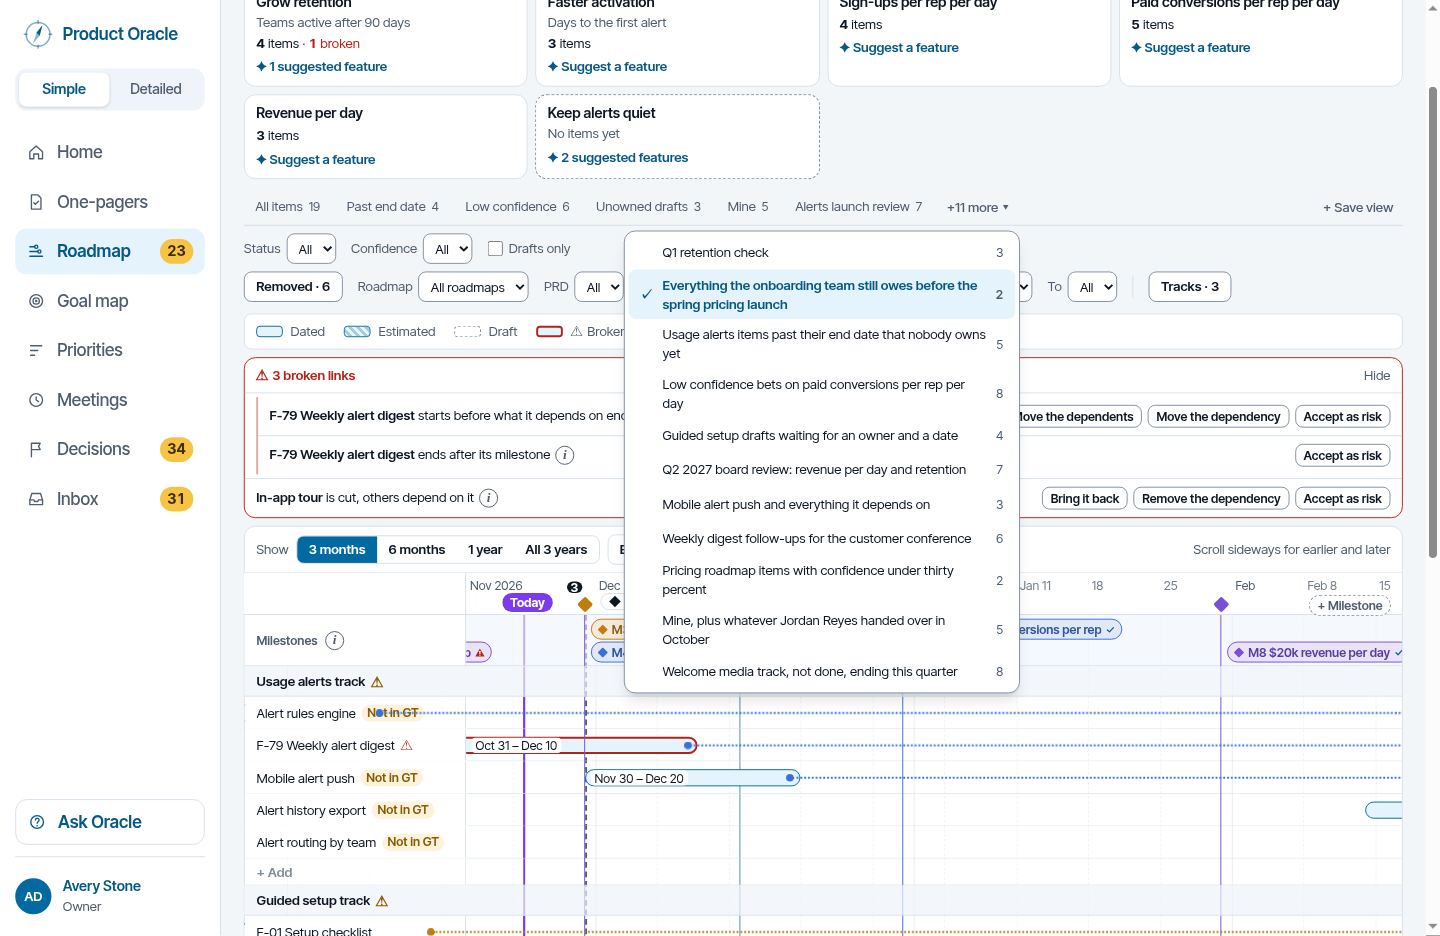 Product Oracle
Simple
Detailed
Home
One-pagers
Roadmap 23
Goal map
Priorities
Meetings
Decisions 34
Inbox 31
Ask Oracle
AD
Avery Stone
Owner
Grow retention
Teams active after 90 days
4 items · 1 broken
✦ 1 suggested feature
Faster activation
Days to the first alert
3 items
✦ Suggest a feature
Sign-ups per rep per day
4 items
✦ Suggest a feature
Paid conversions per rep per day
5 items
✦ Suggest a feature
Revenue per day
3 items
✦ Suggest a feature
Keep alerts quiet
No items yet
✦ 2 suggested features
All items 19
Past end date 4
Low confidence 6
Unowned drafts 3
Mine 5
Alerts launch review 7
+11 more ▾
+ Save view
Status All
Confidence All
Drafts only
Removed · 6
Roadmap All roadmaps
PRD All
To All
Tracks · 3
Q1 retention check 3
✓ Everything the onboarding team still owes before the
spring pricing launch 2
Usage alerts items past their end date that nobody owns
yet 5
Low confidence bets on paid conversions per rep per
day 8
Guided setup drafts waiting for an owner and a date 4
Q2 2027 board review: revenue per day and retention 7
Mobile alert push and everything it depends on 3
Weekly digest follow-ups for the customer conference 6
Pricing roadmap items with confidence under thirty
percent 2
Mine, plus whatever Jordan Reyes handed over in
October 5
Welcome media track, not done, ending this quarter 8
Dated
Estimated
Draft
⚠ Broken
⚠ 3 broken links
Hide
F-79 Weekly alert digest starts before what it depends on
Move the dependents
Move the dependency
Accept as risk
F-79 Weekly alert digest ends after its milestone i
Accept as risk
In-app tour is cut, others depend on it i
Bring it back
Remove the dependency
Accept as risk
Show
3 months
6 months
1 year
All 3 years
Scroll sideways for earlier and later
Nov 2026
3
Dec
Jan 11
18
25
Feb
Feb 8
15
Today
+ Milestone
Milestones i
rep ✓
M8 $20k revenue per day ✓
Usage alerts track ⚠
Alert rules engine Not in GT
F-79 Weekly alert digest ⚠
Oct 31 – Dec 10
Mobile alert push Not in GT
Nov 30 – Dec 20
Alert history export Not in GT
Alert routing by team Not in GT
+ Add
Guided setup track ⚠
F-01 Setup checklist